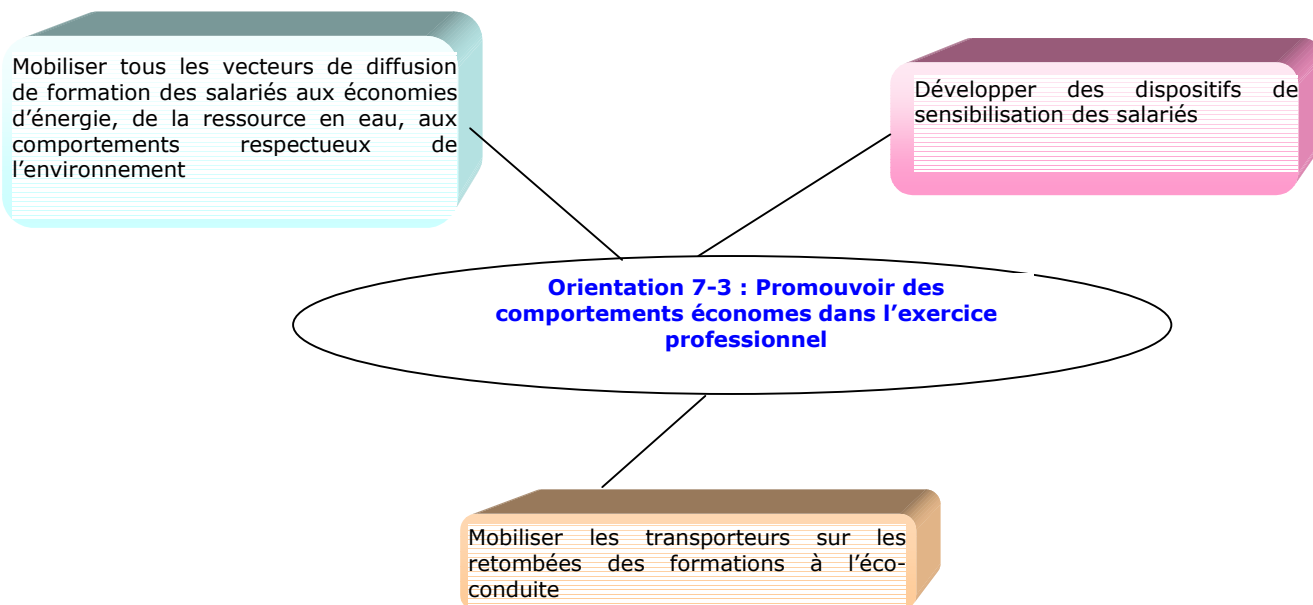 Mobiliser tous les vecteurs de diffusion
de formation des salariés aux économies
d’énergie, de la ressource en eau, aux
comportements respectueux de
l’environnement
Développer des dispositifs de
sensibilisation des salariés
Orientation 7-3 : Promouvoir des
comportements économes dans l’exercice
professionnel
Mobiliser les transporteurs sur les
retombées des formations à l’éco-
conduite